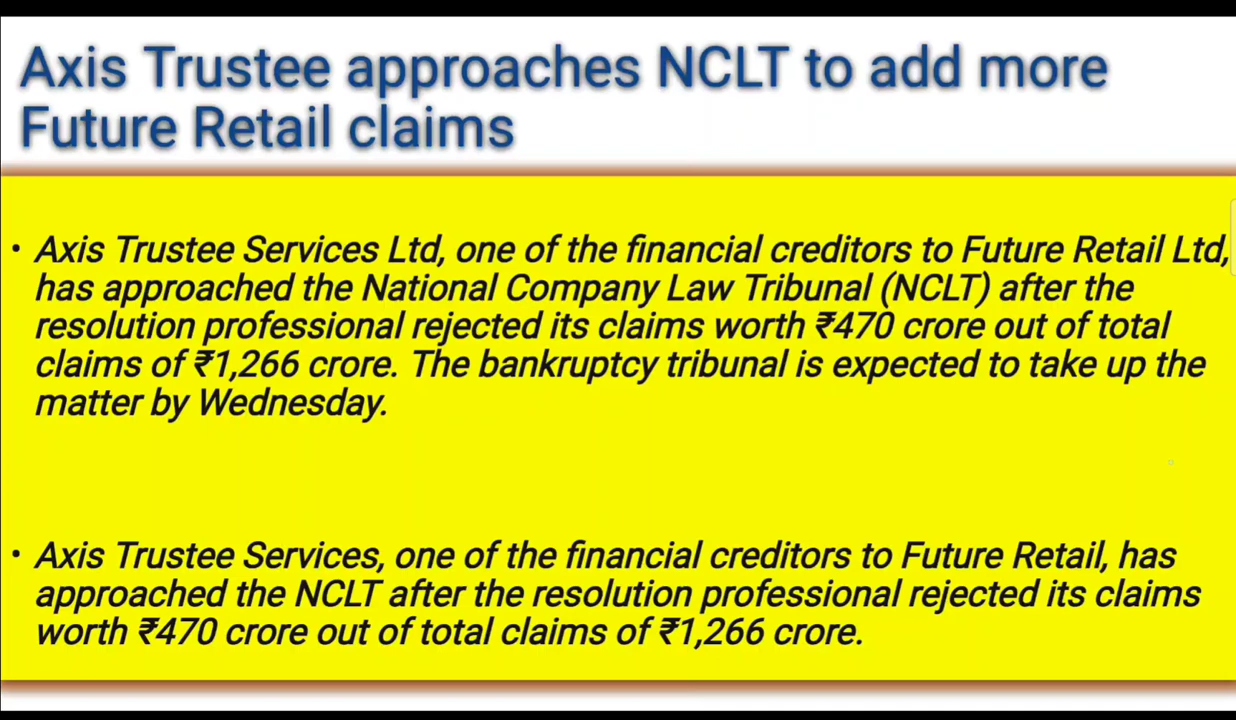 Axis Trustee approaches NCLT to add more
Future Retail claims
• Axis Trustee Services Ltd, one of the financial creditors to Future Retail Ltd,
has approached the National Company Law Tribunal (NCLT) after the
resolution professional rejected its claims worth ₹470 crore out of total
claims of ₹1,266 crore. The bankruptcy tribunal is expected to take up the
matter by Wednesday.
• Axis Trustee Services, one of the financial creditors to Future Retail, has
approached the NCLT after the resolution professional rejected its claims
worth ₹470 crore out of total claims of ₹1,266 crore.